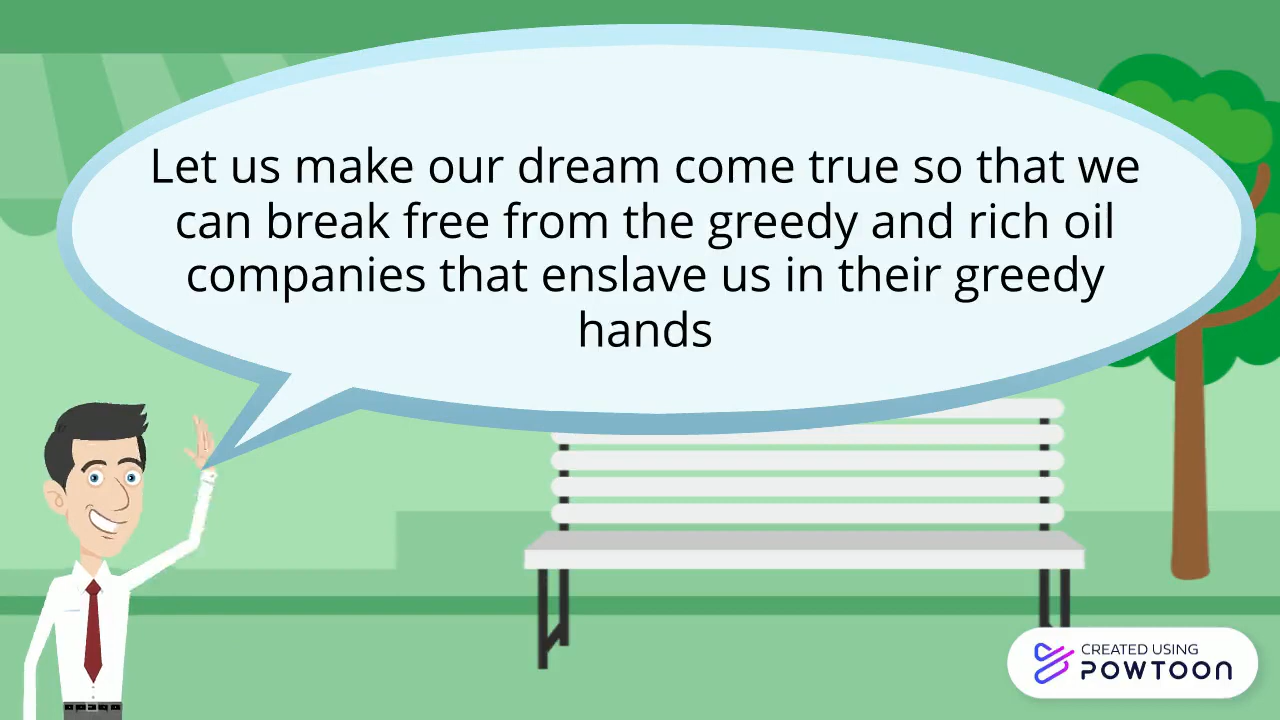 Let us make our dream come true so that we
can break free from the greedy and rich oil
companies that enslave us in their greedy
hands
CREATED USING
POWTOON